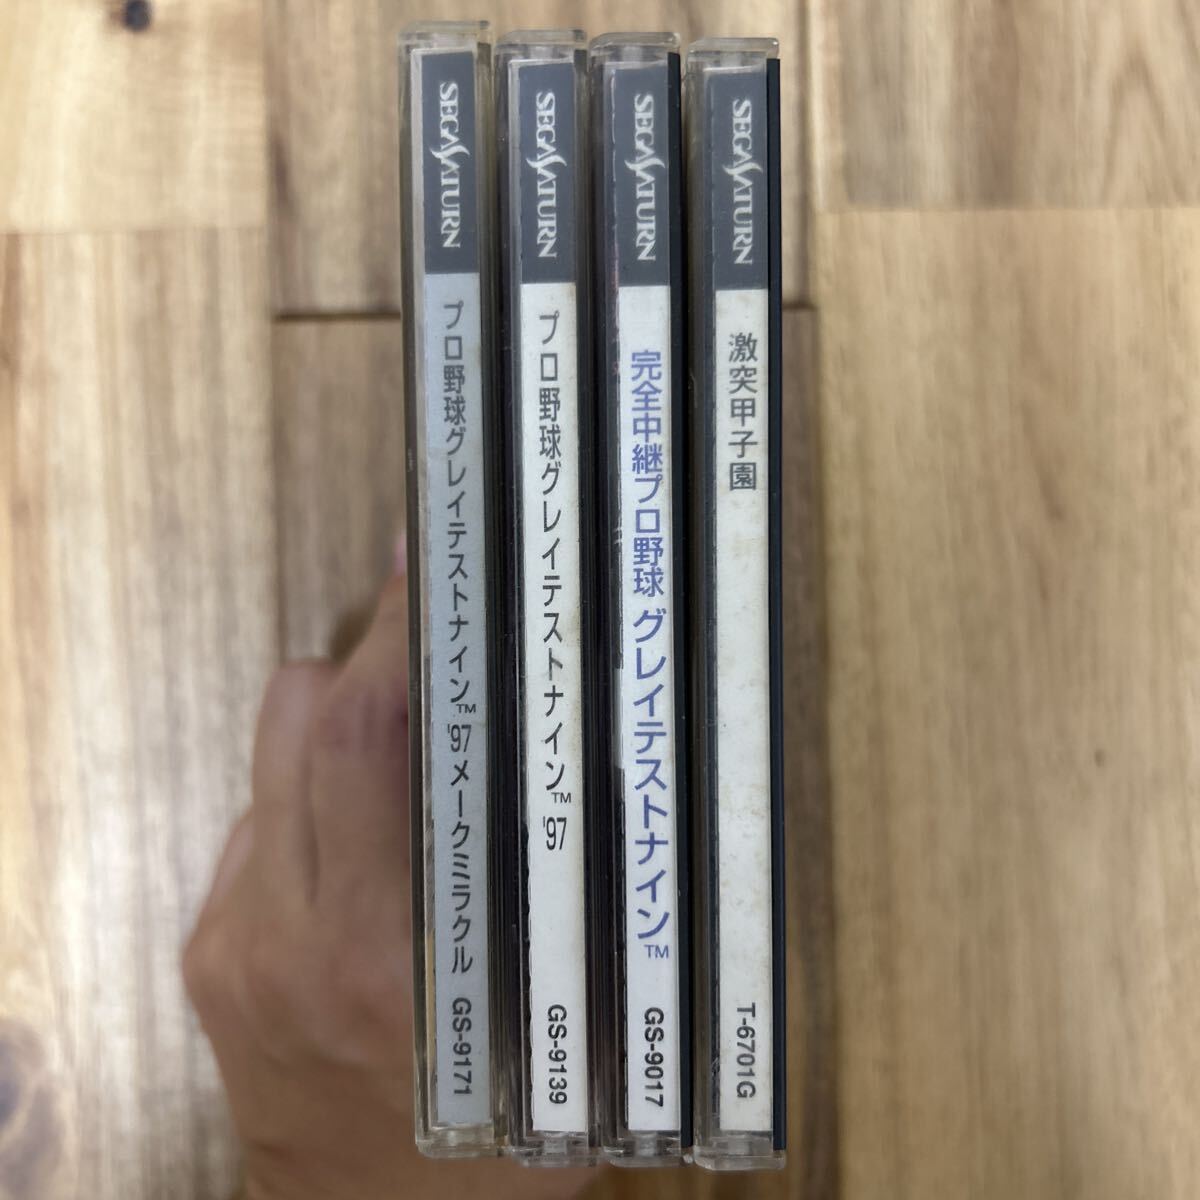 SEGA SATURN
プロ野球グレイテストナイン™ '97 メークミラクル
GS-9171
SEGA SATURN
プロ野球グレイテストナイン™ '97
GS-9139
SEGA SATURN
完全中継プロ野球 グレイテストナイン™
GS-9017
SEGA SATURN
激突甲子園
T-6701G